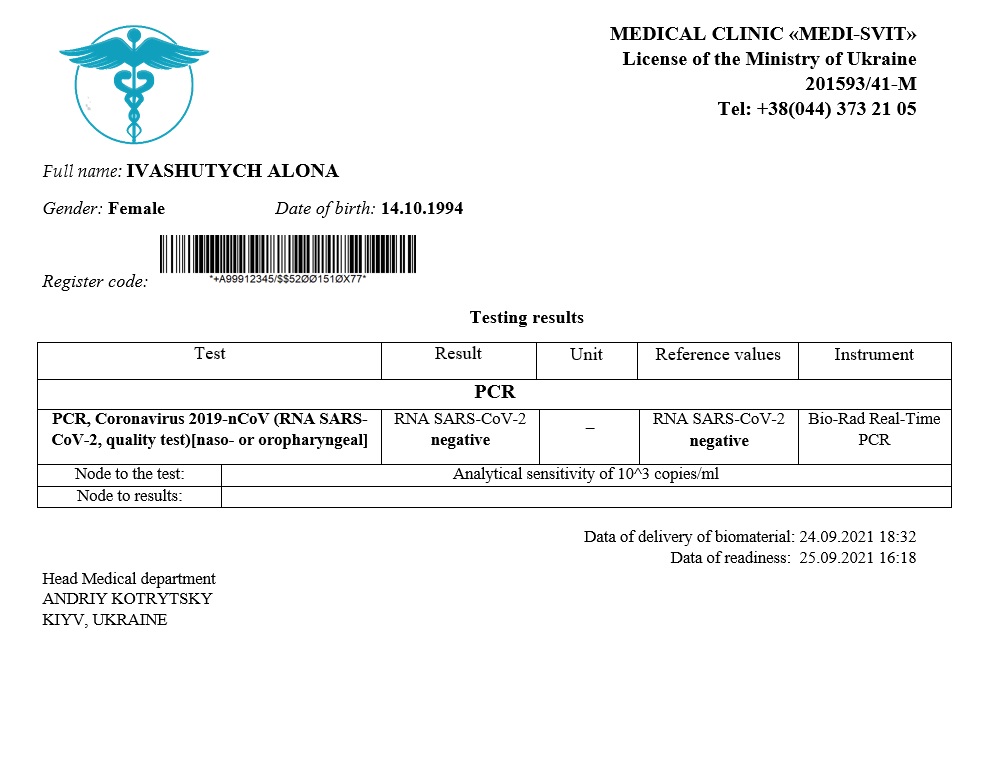 MEDICAL CLINIC «MEDI-SVIT»
License of the Ministry of Ukraine
201593/41-M
Tel: +38(044) 373 21 05
Full name: IVASHUTYCH ALONA
Gender: Female Date of birth: 14.10.1994
*+A99912345/$$52ØØ151ØX77*
Register code:
Testing results
Test Result Unit Reference values Instrument
PCR
PCR, Coronavirus 2019-nCoV (RNA SARS- RNA SARS-CoV-2 – RNA SARS-CoV-2 Bio-Rad Real-Time
CoV-2, quality test)[naso- or oropharyngeal] negative negative PCR
Node to the test: Analytical sensitivity of 10^3 copies/ml
Node to results:
Data of delivery of biomaterial: 24.09.2021 18:32
Data of readiness: 25.09.2021 16:18
Head Medical department
ANDRIY KOTRYTSKY
KIYV, UKRAINE